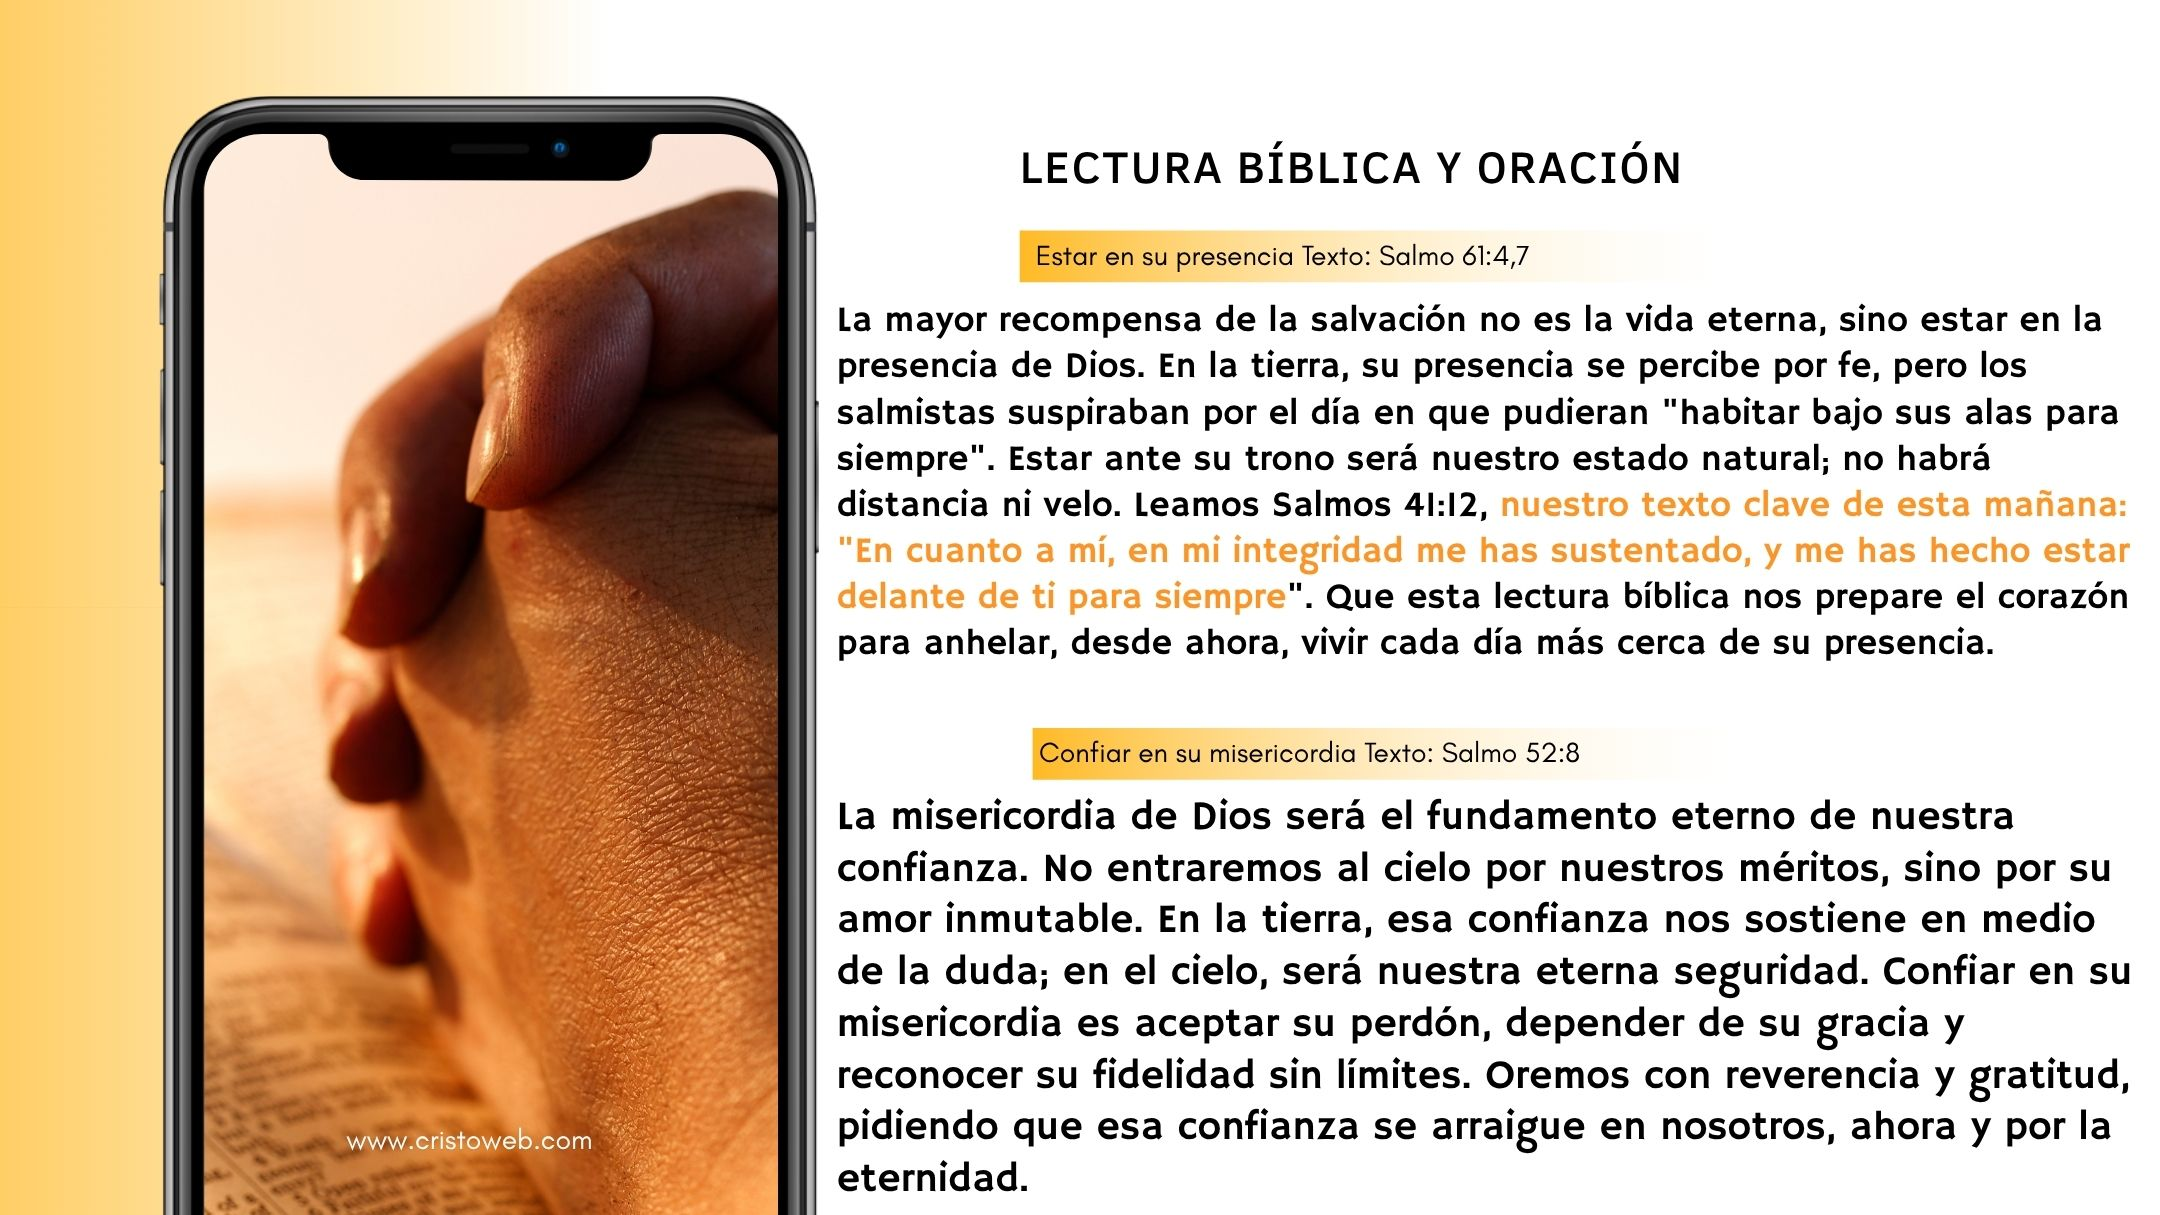 LECTURA BÍBLICA Y ORACIÓN
Estar en su presencia Texto: Salmo 61:4,7
La mayor recompensa de la salvación no es la vida eterna, sino estar en la
presencia de Dios. En la tierra, su presencia se percibe por fe, pero los
salmistas suspiraban por el día en que pudieran "habitar bajo sus alas para
siempre". Estar ante su trono será nuestro estado natural; no habrá
distancia ni velo. Leamos Salmos 41:12, nuestro texto clave de esta mañana:
"En cuanto a mí, en mi integridad me has sustentado, y me has hecho estar
delante de ti para siempre". Que esta lectura bíblica nos prepare el corazón
para anhelar, desde ahora, vivir cada día más cerca de su presencia.
Confiar en su misericordia Texto: Salmo 52:8
La misericordia de Dios será el fundamento eterno de nuestra
confianza. No entraremos al cielo por nuestros méritos, sino por su
amor inmutable. En la tierra, esa confianza nos sostiene en medio
de la duda; en el cielo, será nuestra eterna seguridad. Confiar en su
misericordia es aceptar su perdón, depender de su gracia y
reconocer su fidelidad sin límites. Oremos con reverencia y gratitud,
pidiendo que esa confianza se arraigue en nosotros, ahora y por la
eternidad.
www.cristoweb.com